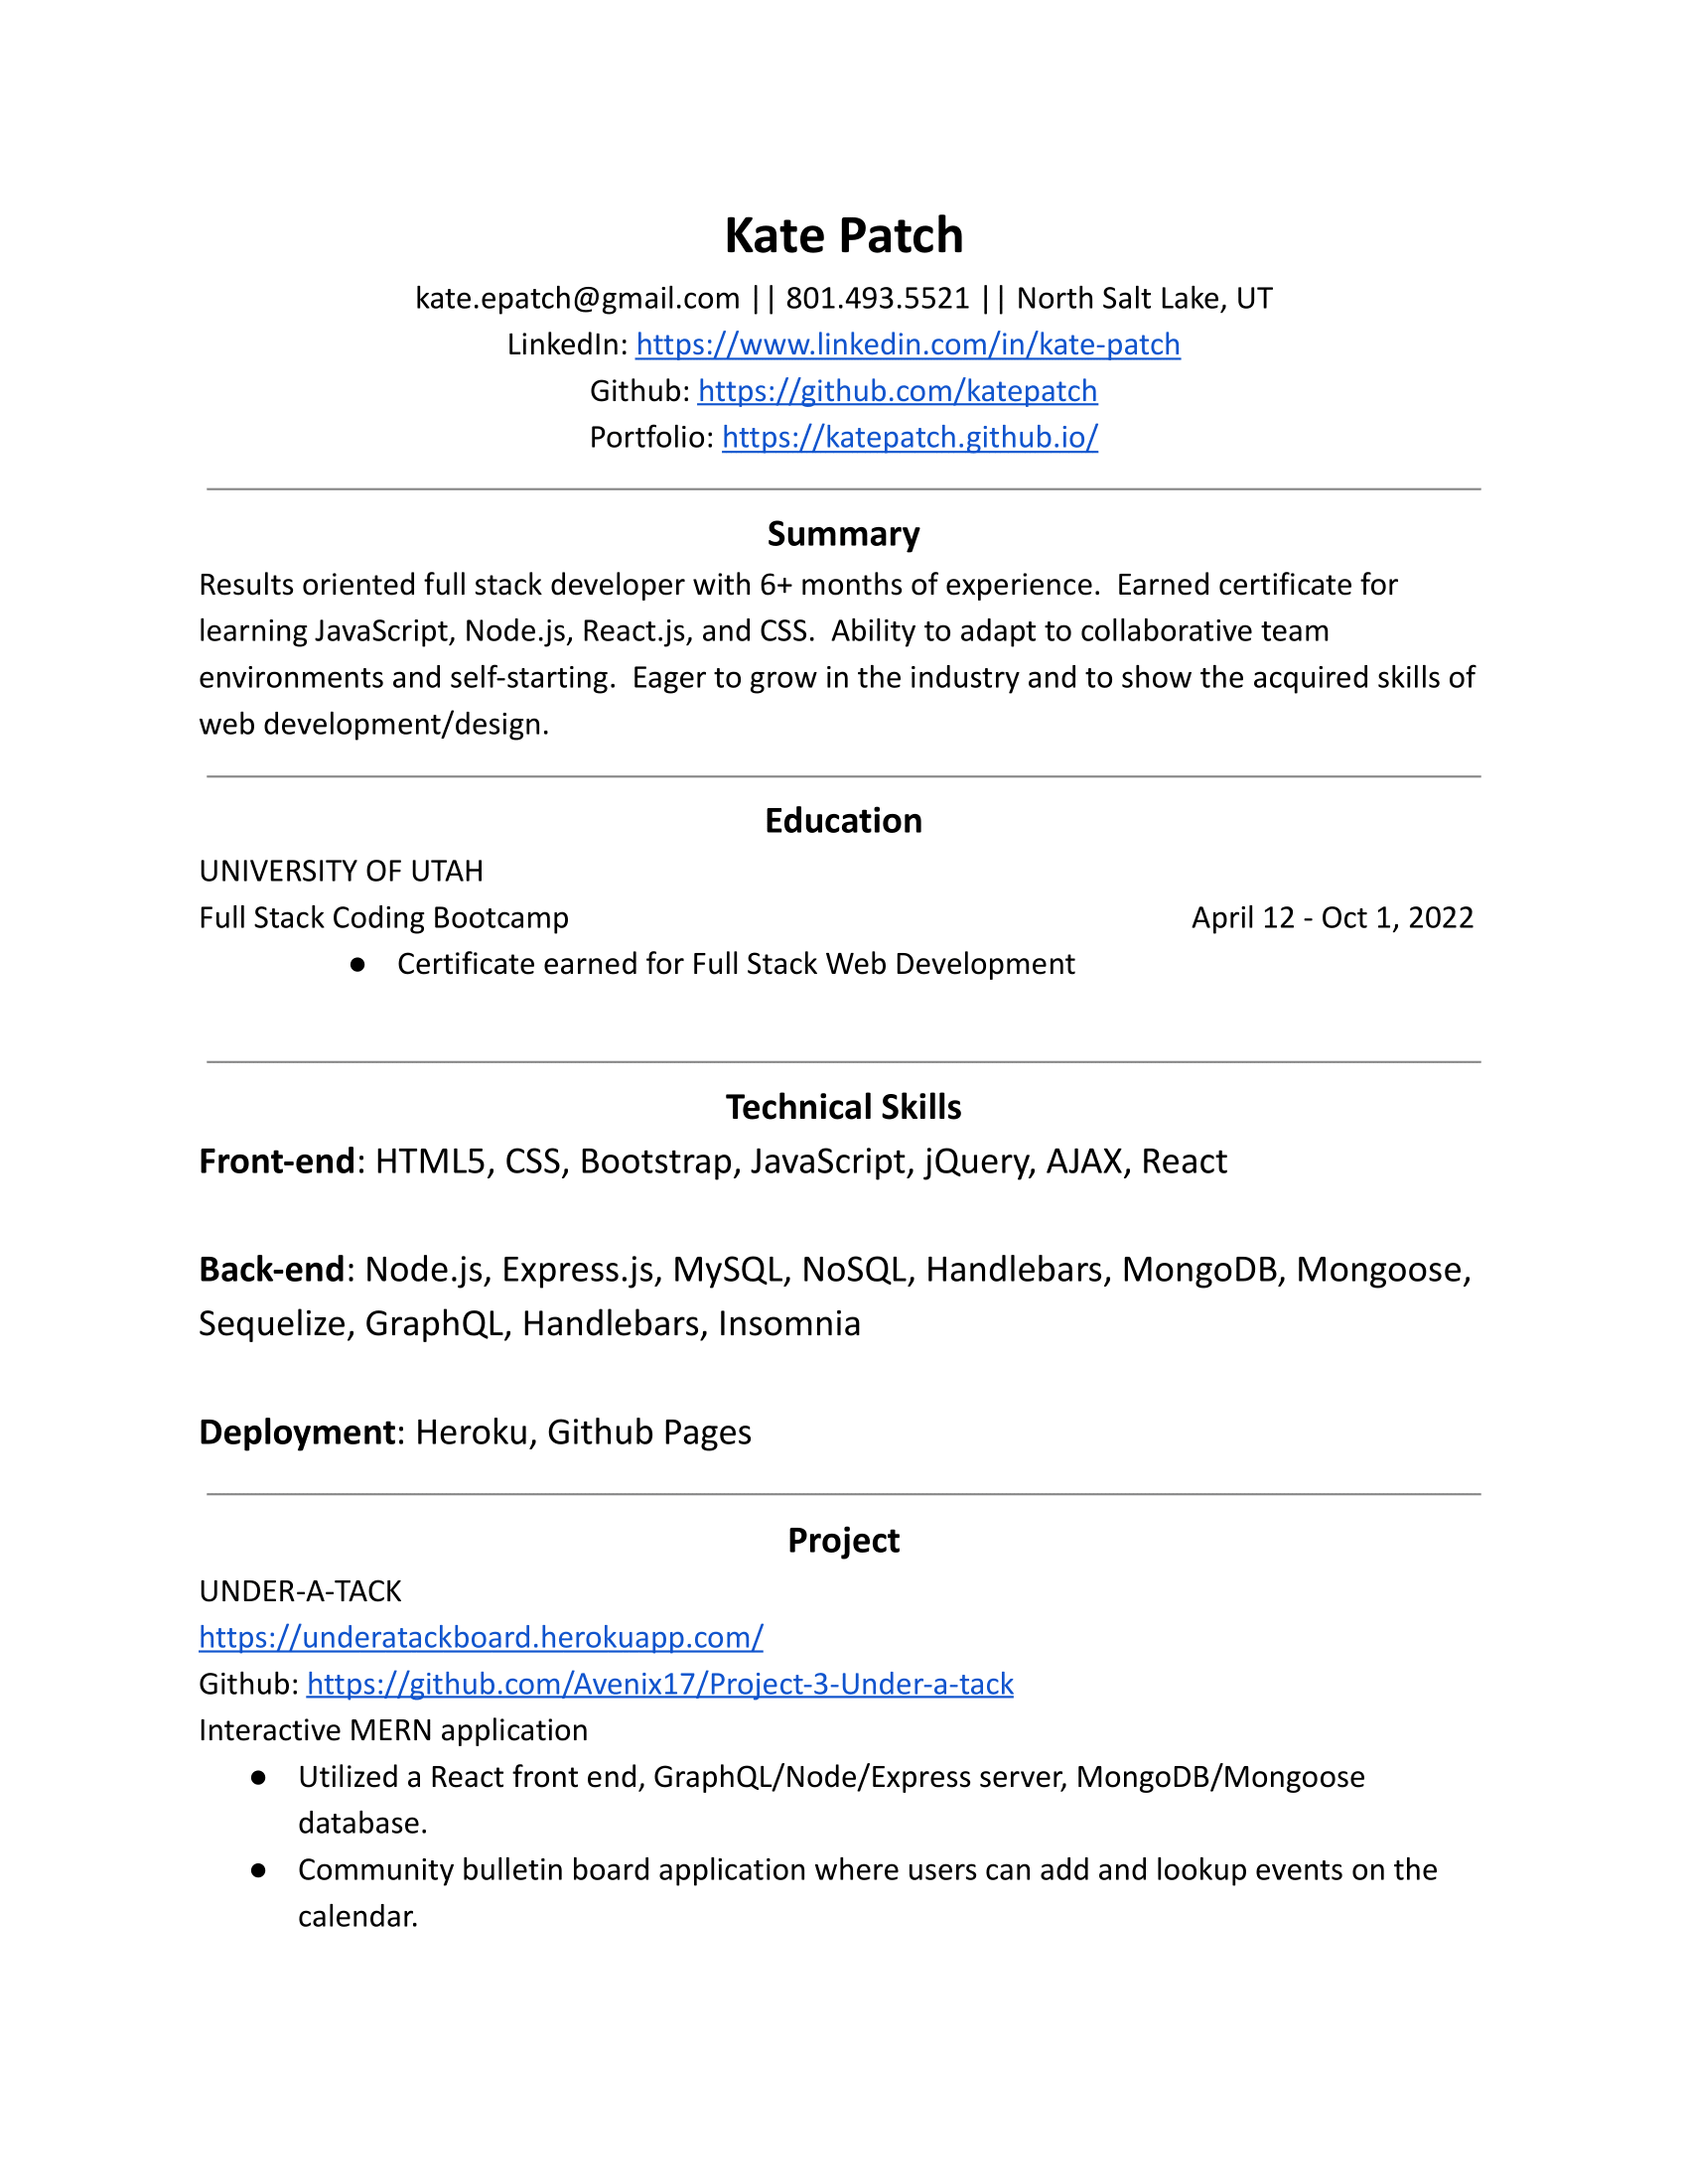 Kate Patch
kate.epatch@gmail.com || 801.493.5521 || North Salt Lake, UT
LinkedIn: https://www.linkedin.com/in/kate-patch
Github: https://github.com/katepatch
Portfolio: https://katepatch.github.io/
Summary
Results oriented full stack developer with 6+ months of experience.  Earned certificate for
learning JavaScript, Node.js, React.js, and CSS.  Ability to adapt to collaborative team
environments and self-starting.  Eager to grow in the industry and to show the acquired skills of
web development/design.
Education
UNIVERSITY OF UTAH
Full Stack Coding Bootcamp April 12 - Oct 1, 2022
● Certificate earned for Full Stack Web Development
Technical Skills
Front-end: HTML5, CSS, Bootstrap, JavaScript, jQuery, AJAX, React
Back-end: Node.js, Express.js, MySQL, NoSQL, Handlebars, MongoDB, Mongoose,
Sequelize, GraphQL, Handlebars, Insomnia
Deployment: Heroku, Github Pages
Project
UNDER-A-TACK
https://underatackboard.herokuapp.com/
Github: https://github.com/Avenix17/Project-3-Under-a-tack
Interactive MERN application
● Utilized a React front end, GraphQL/Node/Express server, MongoDB/Mongoose
database.
● Community bulletin board application where users can add and lookup events on the
calendar.